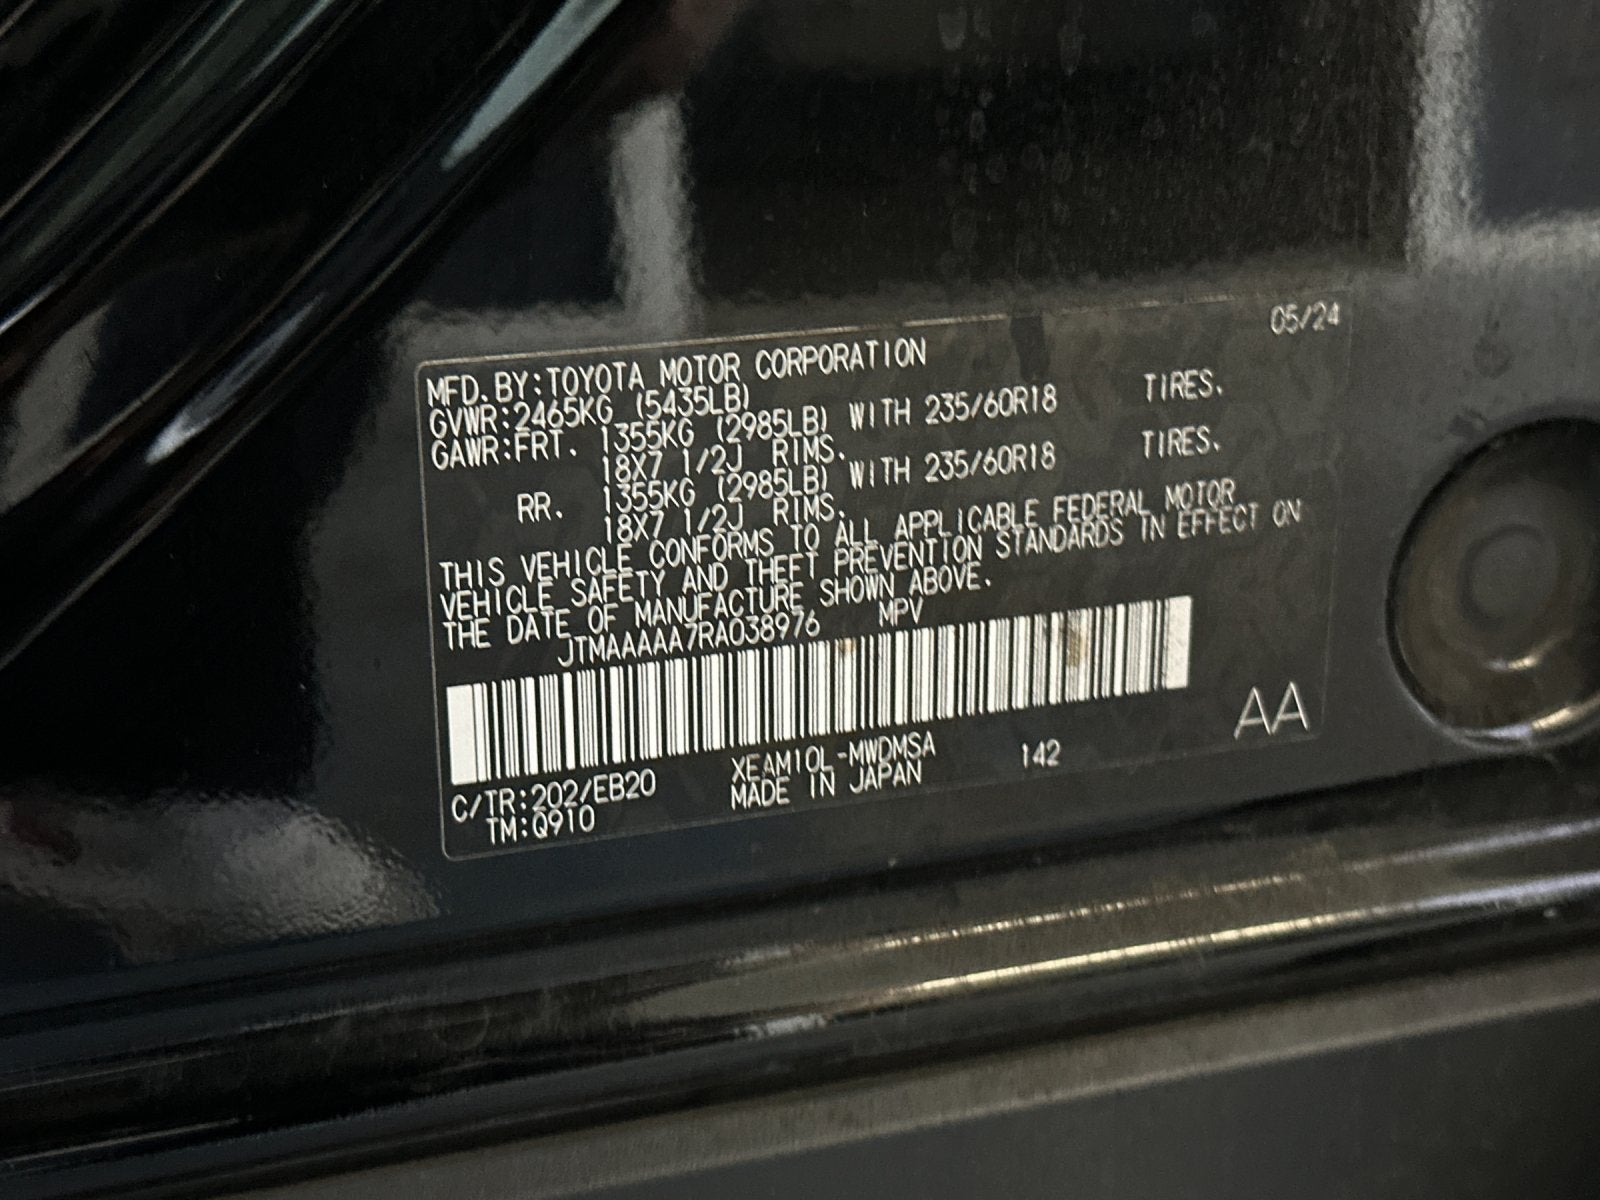 05/24
MFD.BY:TOYOTA MOTOR CORPORATION
GVWR:2465KG (5435LB)
GAWR:FRT. 1355KG (2985LB) WITH 235/60R18 TIRES.
18X7 1/2J RIMS.
RR. 1355KG (2985LB) WITH 235/60R18 TIRES.
18X7 1/2J RIMS.
THIS VEHICLE CONFORMS TO ALL APPLICABLE FEDERAL MOTOR
VEHICLE SAFETY AND THEFT PREVENTION STANDARDS IN EFFECT ON
THE DATE OF MANUFACTURE SHOWN ABOVE.
JTMAAAAA7RA038976 MPV
C/TR:202/EB20 XEAM10L-MWDMSA 142 AA
TM:Q910 MADE IN JAPAN